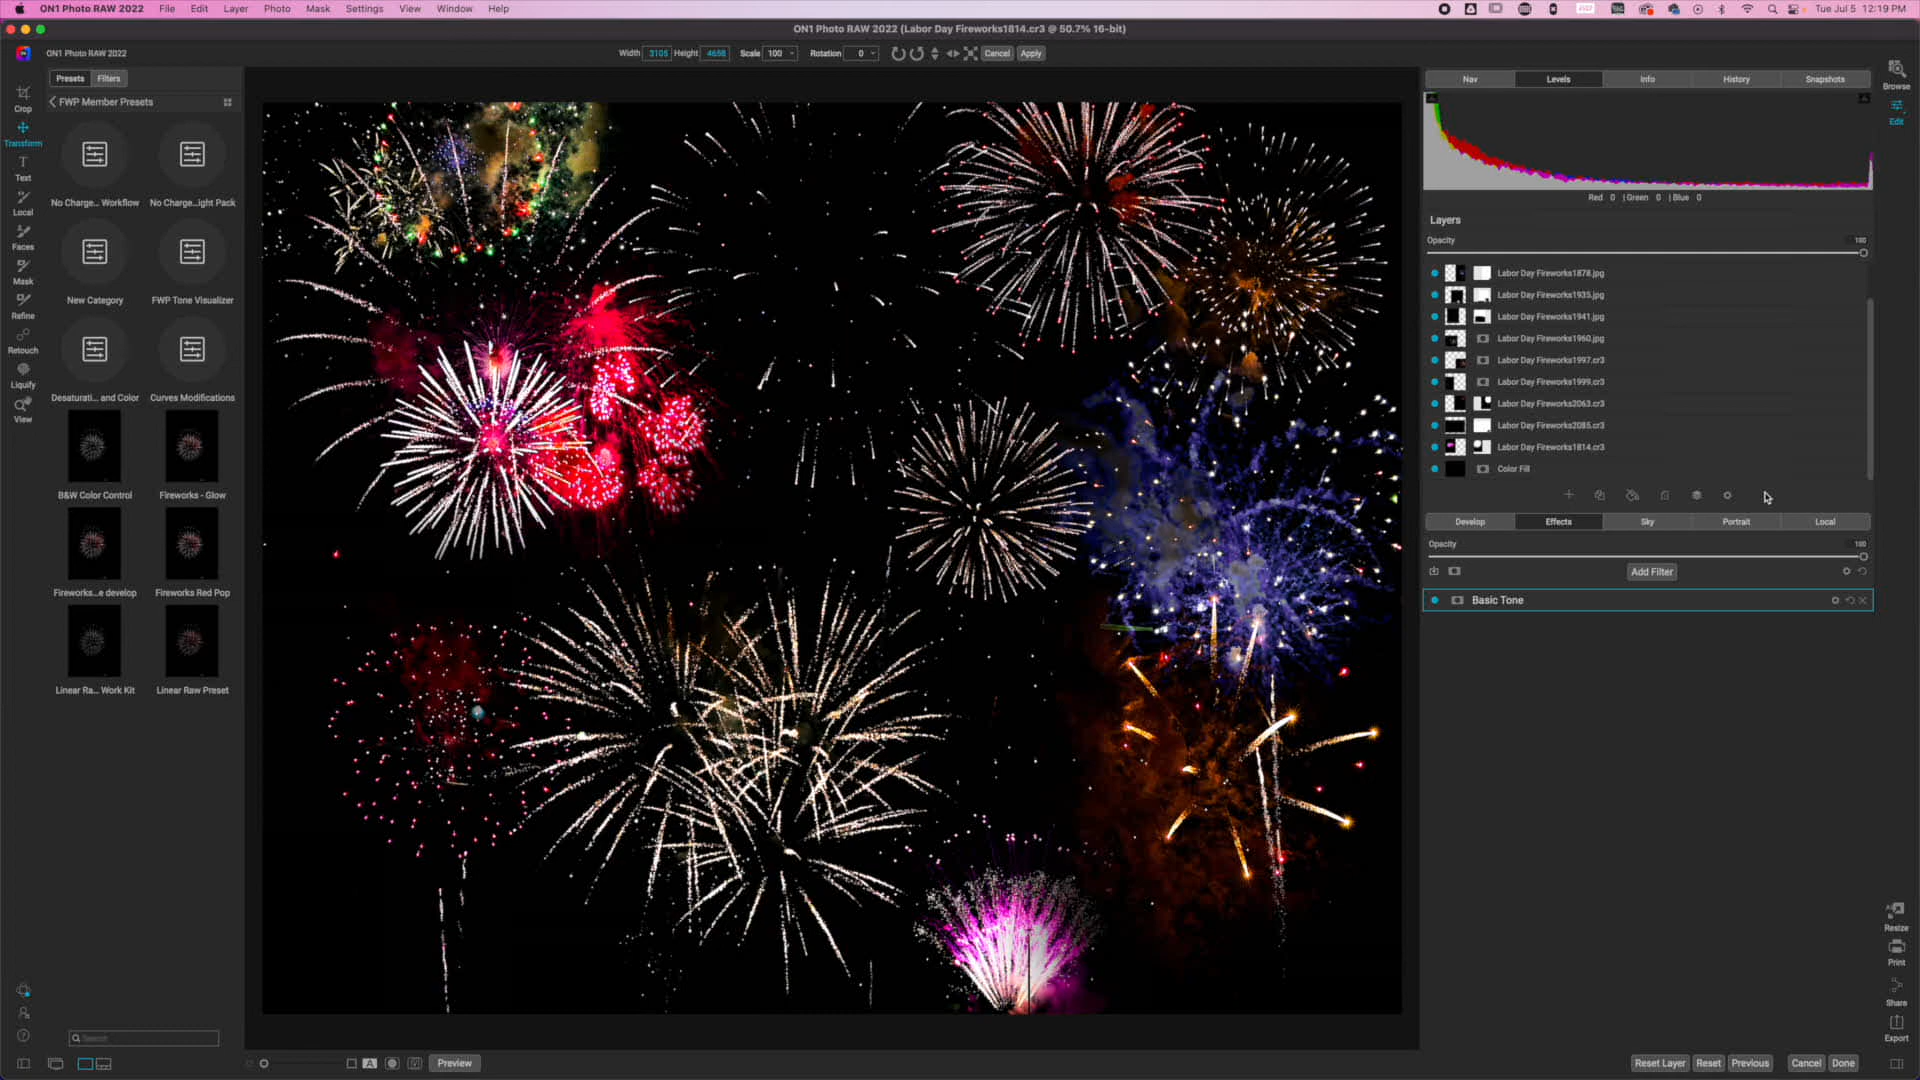 ON1 Photo RAW 2022 File Edit Layer Photo Mask Settings View Window Help Tue Jul 5 12:19 PM
ON1 Photo RAW 2022 (Labor Day Fireworks1814.cr3 @ 50.7% 16-bit)
ON1 Photo RAW 2022 Width 3105 Height 4658 Scale 100 Rotation 0 Cancel Apply
Presets Filters
FWP Member Presets
No Charge... Workflow No Charge...ight Pack
New Category FWP Tone Visualizer
Desaturati... and Color Curves Modifications
B&W Color Control Fireworks - Glow
Fireworks...e develop Fireworks Red Pop
Linear Ra... Work Kit Linear Raw Preset
Search
Crop
Transform
Text
Local
Faces
Mask
Refine
Retouch
Liquify
View
A
Preview
Nav Levels Info History Snapshots
Red 0 | Green 0 | Blue 0
Layers
Opacity 100
Labor Day Fireworks1878.jpg
Labor Day Fireworks1935.jpg
Labor Day Fireworks1941.jpg
Labor Day Fireworks1960.jpg
Labor Day Fireworks1997.cr3
Labor Day Fireworks1999.cr3
Labor Day Fireworks2063.cr3
Labor Day Fireworks2085.cr3
Labor Day Fireworks1814.cr3
Color Fill
Develop Effects Sky Portrait Local
Opacity 100
Add Filter
Basic Tone
Browse
Edit
Resize
Print
Share
Export
Reset Layer Reset Previous Cancel Done